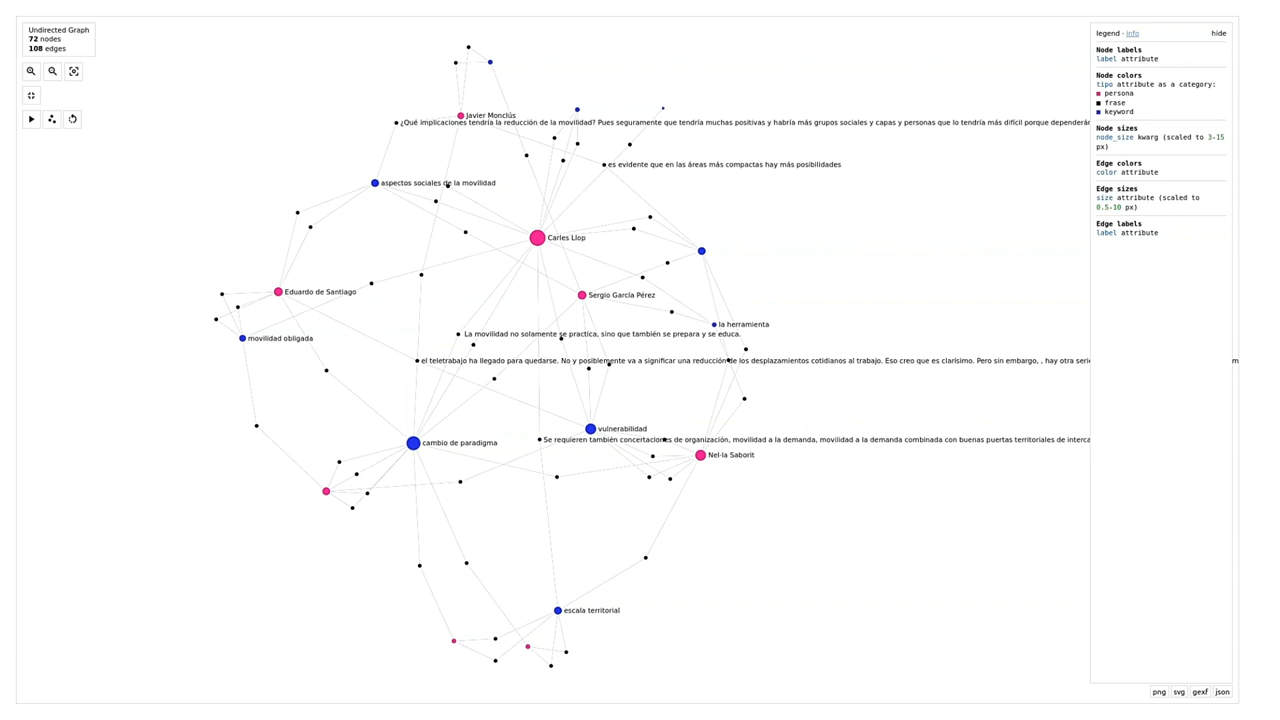 Undirected Graph
72 nodes
108 edges
legend - info
hide
Node labels
label attribute
Node colors
tipo attribute as a category:
persona
frase
keyword
Node sizes
node_size kwarg (scaled to 3-15
px)
Edge colors
color attribute
Edge sizes
size attribute (scaled to
0.5-10 px)
Edge labels
label attribute
Javier Monclús
¿Qué implicaciones tendría la reducción de la movilidad? Pues seguramente que tendría muchas positivas y habría más grupos sociales y capas y personas que lo tendría más difícil porque dependerán
es evidente que en las áreas más compactas hay más posibilidades
aspectos sociales de la movilidad
Carles Llop
Eduardo de Santiago
Sergio García Pérez
la herramienta
La movilidad no solamente se practica, sino que también se prepara y se educa.
movilidad obligada
el teletrabajo ha llegado para quedarse. No y posiblemente va a significar una reducción de los desplazamientos cotidianos al trabajo. Eso creo que es clarísimo. Pero sin embargo, , hay otra serie
m
vulnerabilidad
Se requieren también concertaciones de organización, movilidad a la demanda, movilidad a la demanda combinada con buenas puertas territoriales de interca
cambio de paradigma
Nel·la Saborit
escala territorial
png svg gexf json